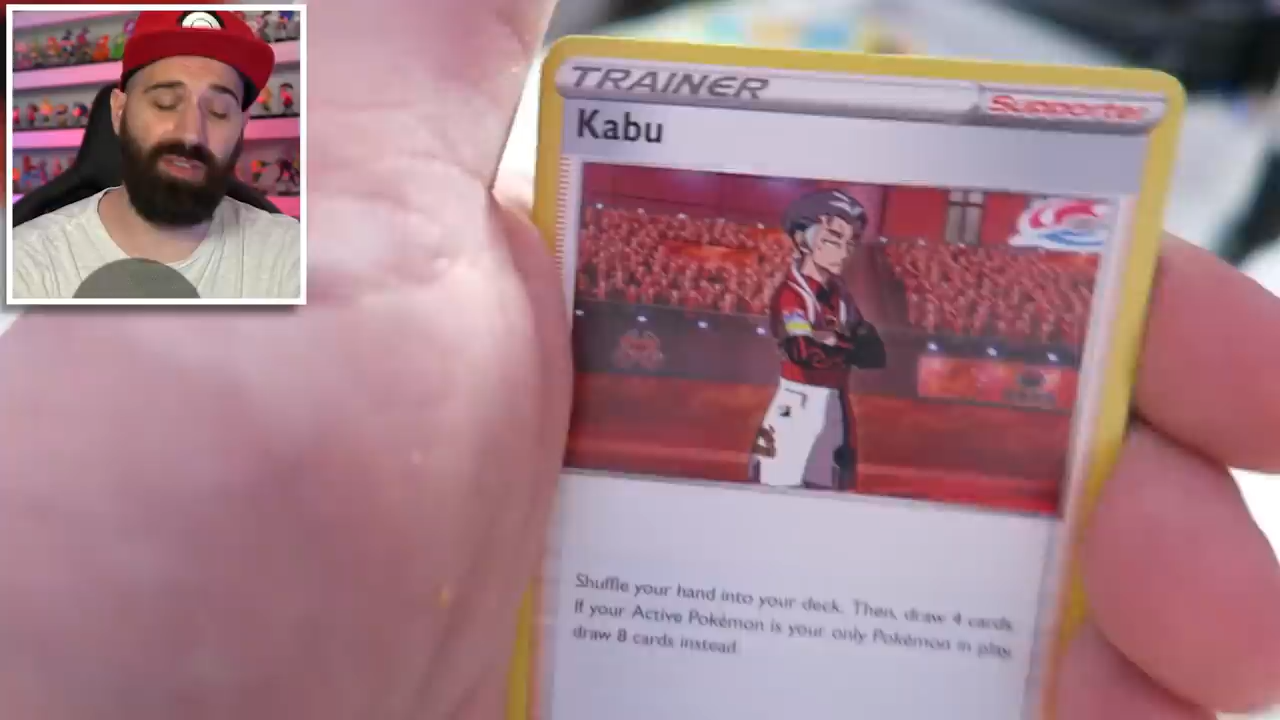 TRAINER
Supporter
Kabu
Shuffle your hand into your deck. Then, draw 4 cards.
If your Active Pokémon is your only Pokémon in play,
draw 8 cards instead.